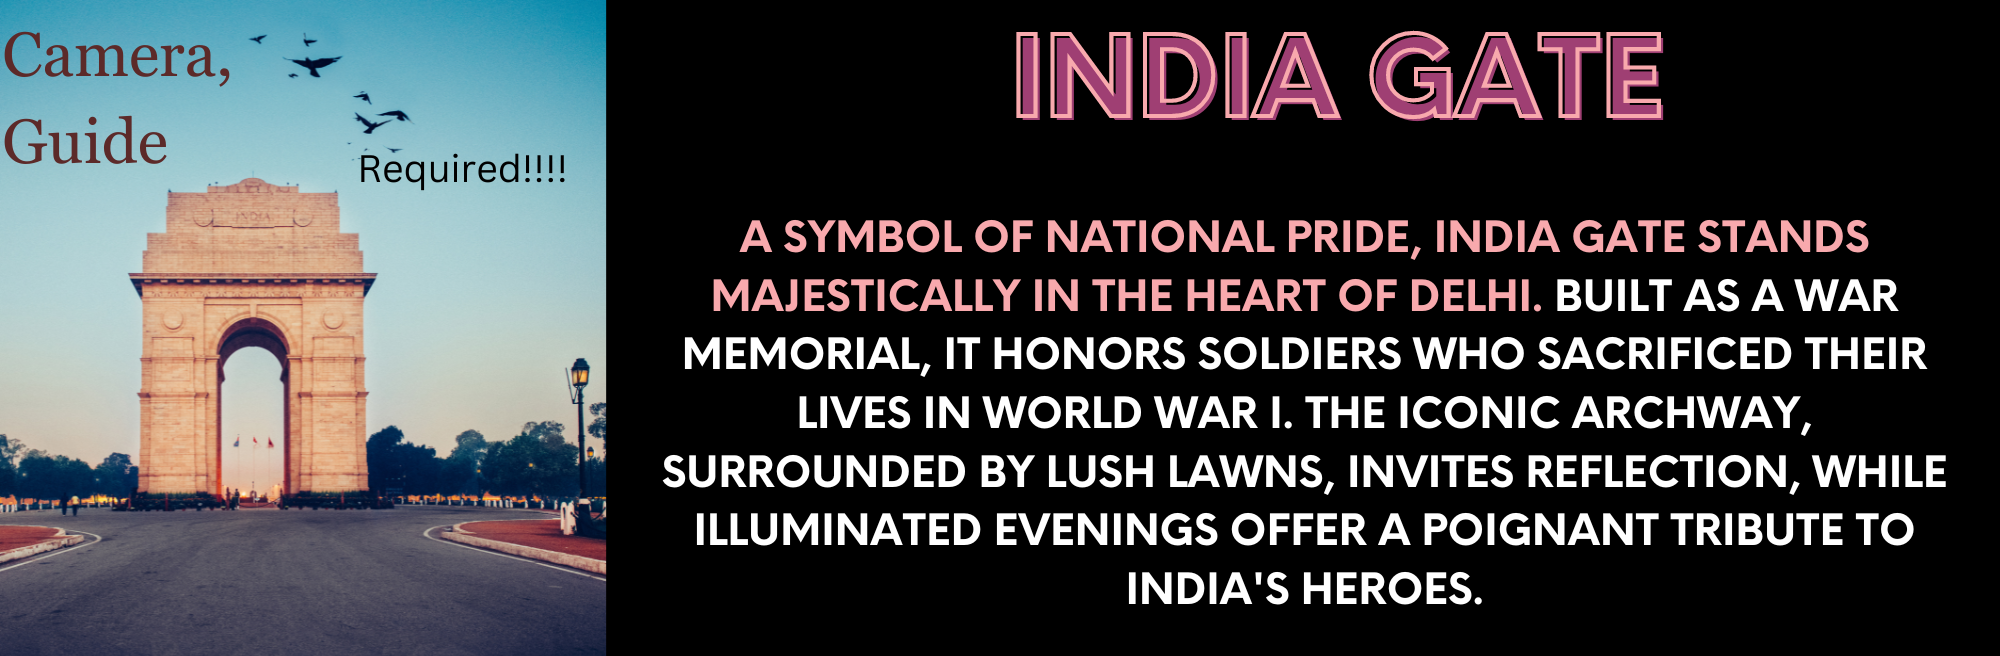 Camera,
Guide
Required!!!!
INDIA
INDIA GATE
A SYMBOL OF NATIONAL PRIDE, INDIA GATE STANDS
MAJESTICALLY IN THE HEART OF DELHI. BUILT AS A WAR
MEMORIAL, IT HONORS SOLDIERS WHO SACRIFICED THEIR
LIVES IN WORLD WAR I. THE ICONIC ARCHWAY,
SURROUNDED BY LUSH LAWNS, INVITES REFLECTION, WHILE
ILLUMINATED EVENINGS OFFER A POIGNANT TRIBUTE TO
INDIA'S HEROES.